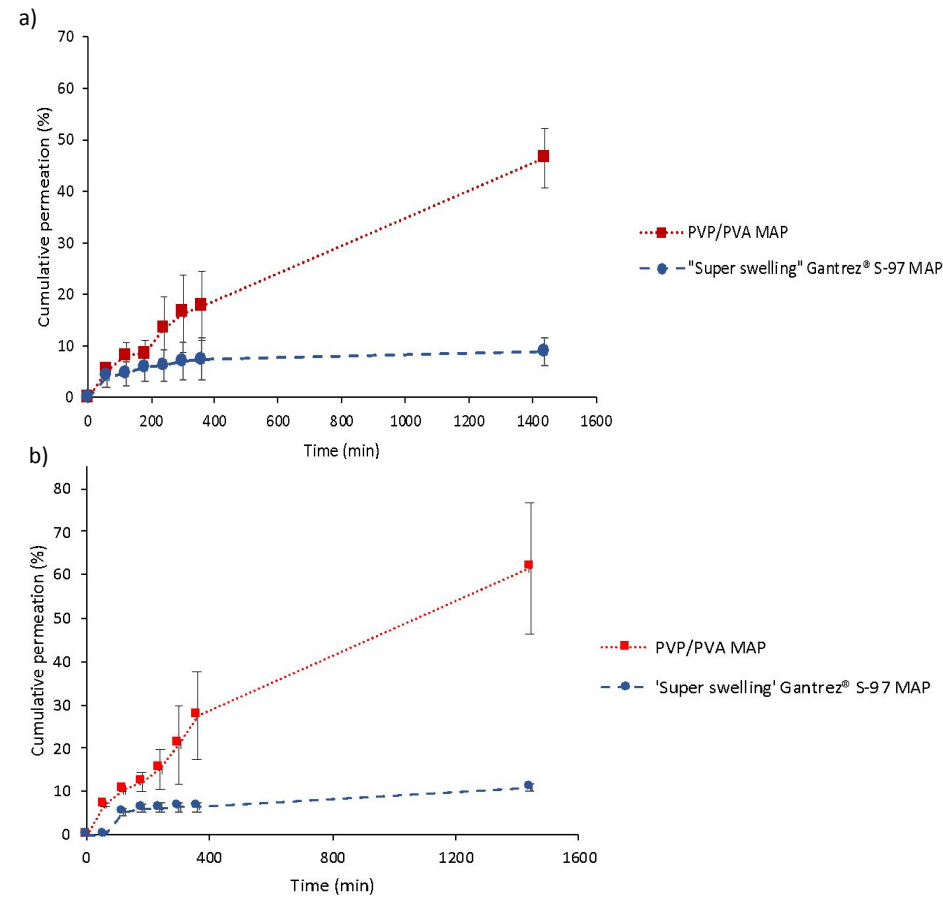 a)
70
60
50
40
30
20
10
0
Cumulative permeation (%)
0 200 400 600 800 1000 1200 1400 1600
Time (min)
PVP/PVA MAP
"Super swelling" Gantrez® S-97 MAP
b)
80
70
60
50
40
30
20
10
0
Cumulative permeation (%)
0 400 800 1200 1600
Time (min)
PVP/PVA MAP
'Super swelling' Gantrez® S-97 MAP